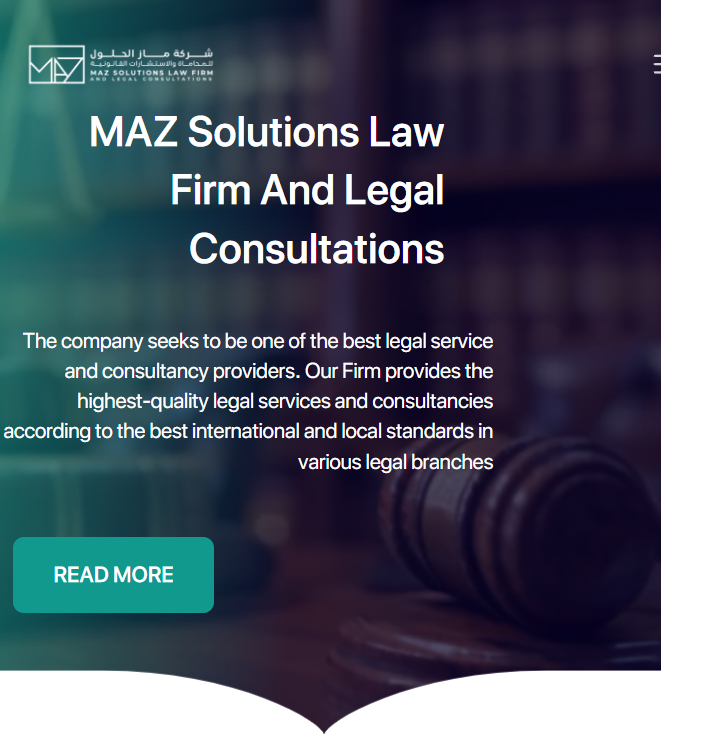 شركة ماز الحلول
للمحاماة والاستشارات القانونية
MAZ SOLUTIONS LAW FIRM
AND LEGAL CONSULTATIONS
MAZ Solutions Law
Firm And Legal
Consultations
The company seeks to be one of the best legal service
and consultancy providers. Our Firm provides the
highest-quality legal services and consultancies
according to the best international and local standards in
various legal branches
READ MORE